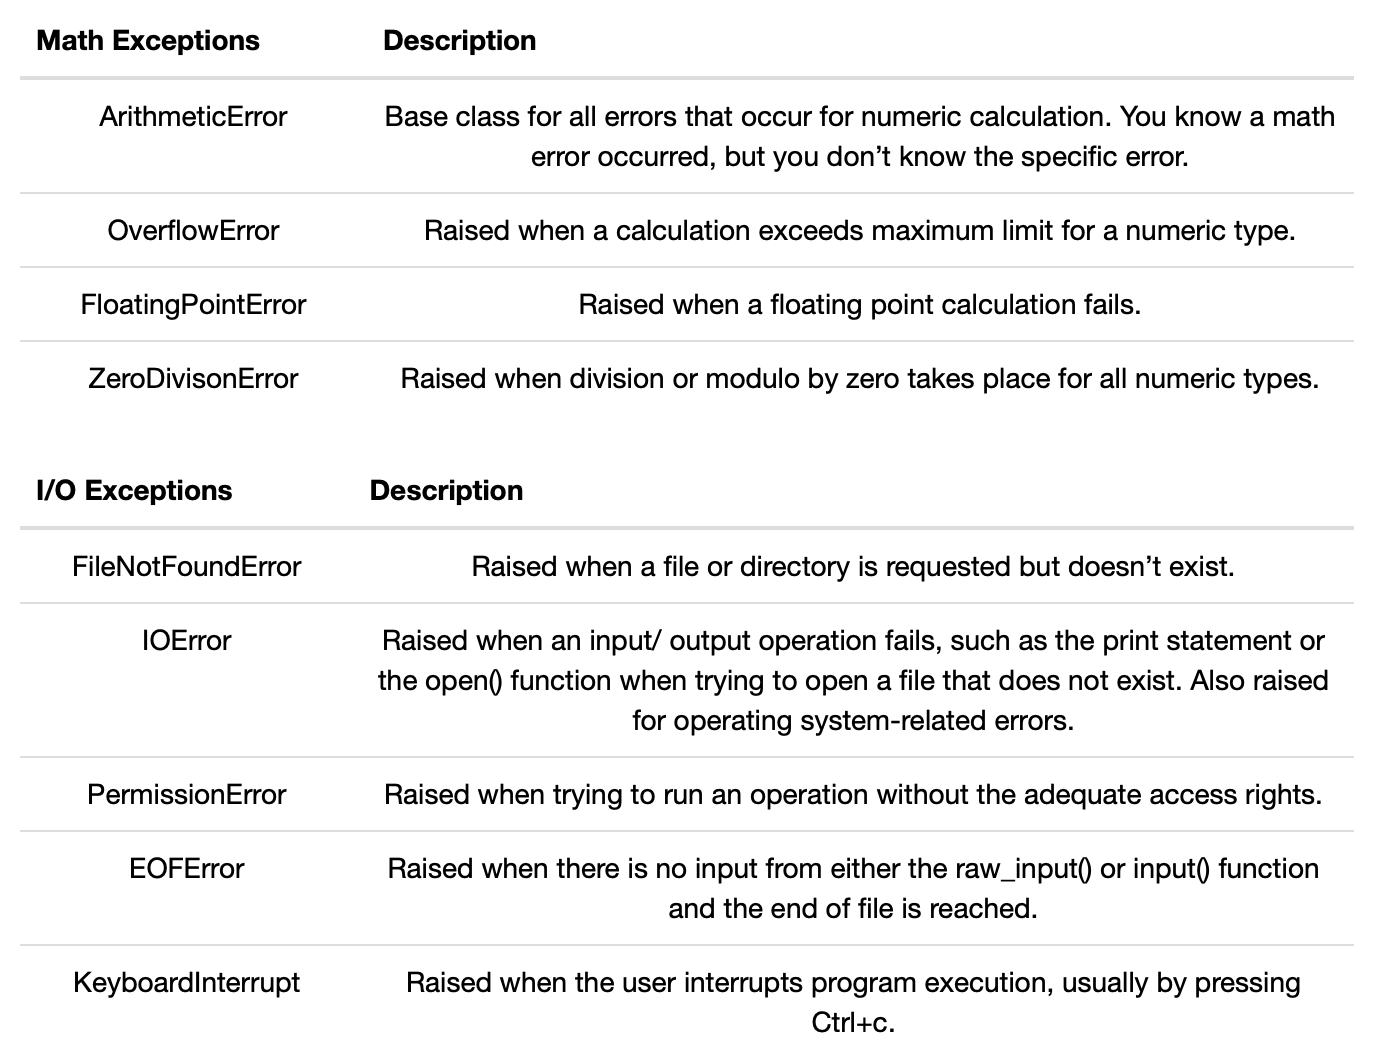 Math Exceptions Description
ArithmeticError Base class for all errors that occur for numeric calculation. You know a math
error occurred, but you don’t know the specific error.
OverflowError Raised when a calculation exceeds maximum limit for a numeric type.
FloatingPointError Raised when a floating point calculation fails.
ZeroDivisonError Raised when division or modulo by zero takes place for all numeric types.
I/O Exceptions Description
FileNotFoundError Raised when a file or directory is requested but doesn’t exist.
IOError Raised when an input/ output operation fails, such as the print statement or
the open() function when trying to open a file that does not exist. Also raised
for operating system-related errors.
PermissionError Raised when trying to run an operation without the adequate access rights.
EOFError Raised when there is no input from either the raw_input() or input() function
and the end of file is reached.
KeyboardInterrupt Raised when the user interrupts program execution, usually by pressing
Ctrl+c.